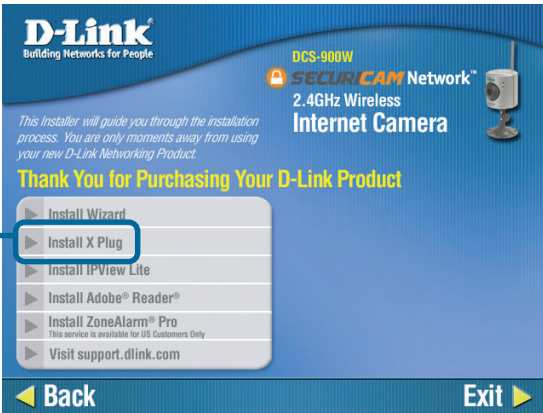 D-Link
Building Networks for People
DCS-900W
SECURICAM Network™
2.4GHz Wireless
Internet Camera
This Installer will guide you through the installation
process. You are only moments away from using
your new D-Link Networking Product.
Thank You for Purchasing Your D-Link Product
Install Wizard
Install X Plug
Install IPView Lite
Install Adobe® Reader®
Install ZoneAlarm® Pro
This service is available for US Customers Only
Visit support.dlink.com
Back
Exit